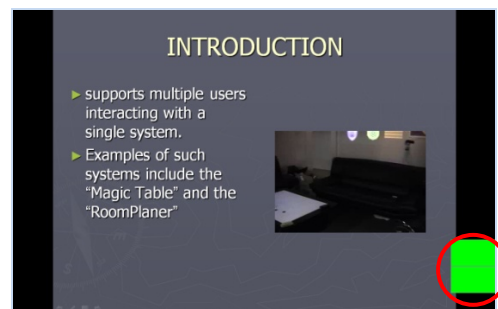 INTRODUCTION
► supports multiple users
interacting with a
single system.
► Examples of such
systems include the
“Magic Table” and the
“RoomPlaner”